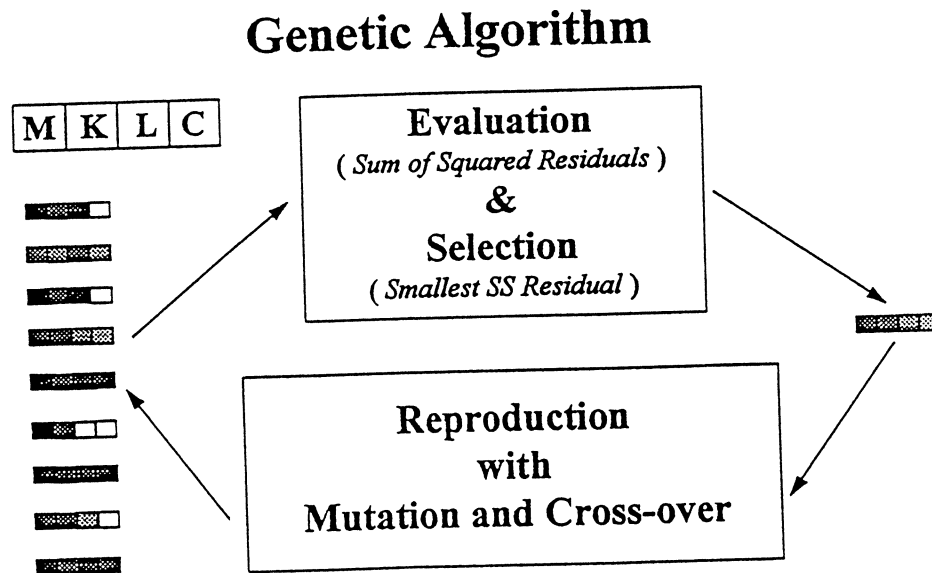 Genetic Algorithm
M K L C
Evaluation
( Sum of Squared Residuals )
&
Selection
( Smallest SS Residual )
Reproduction
with
Mutation and Cross-over